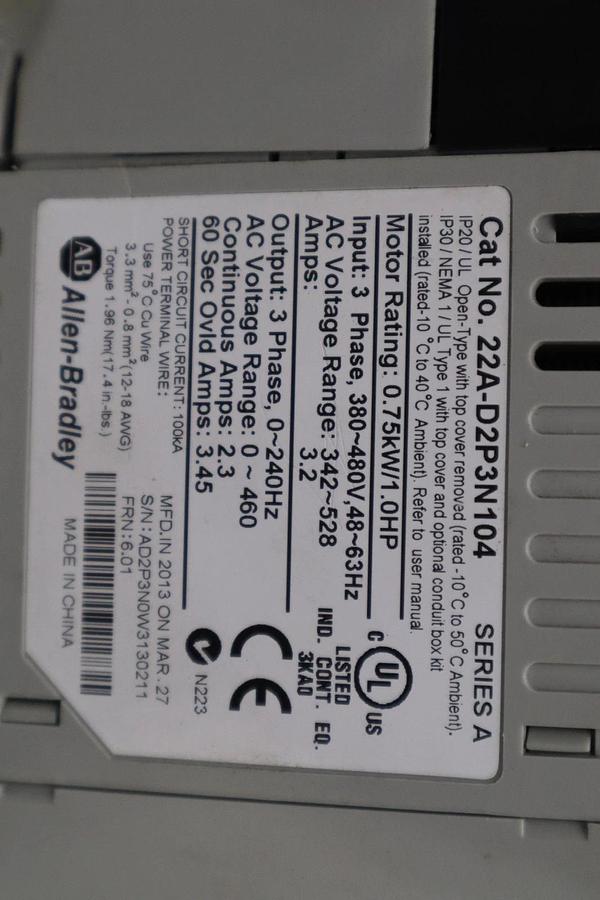 Cat No. 22A-D2P3N104 SERIES A
IP20 / UL Open-Type with top cover removed (rated -10°C to 50°C Ambient).
IP30 / NEMA 1 / UL Type 1 with top cover and optional conduit box kit
installed (rated-10 °C to 40°C Ambient). Refer to user manual.
Motor Rating: 0.75kW/1.0HP
Input: 3 Phase, 380~480V,48~63Hz
AC Voltage Range: 342~528
Amps: 3.2
Output: 3 Phase, 0~240Hz
AC Voltage Range: 0 ~ 460
Continuous Amps: 2.3
60 Sec Ovld Amps: 3.45
C UL US
LISTED
IND. CONT. EQ.
3KA0
CE
N223
SHORT CIRCUIT CURRENT: 100kA
POWER TERMINAL WIRE:
Use 75°C Cu Wire
3.3 mm² - 0.8 mm² (12-18 AWG)
Torque 1.96 Nm(17.4 in.-lbs.)
MFD.IN 2013 ON MAR. 27
S/N: AD2P3N0W3130211
FRN: 6.01
AB Allen-Bradley
MADE IN CHINA